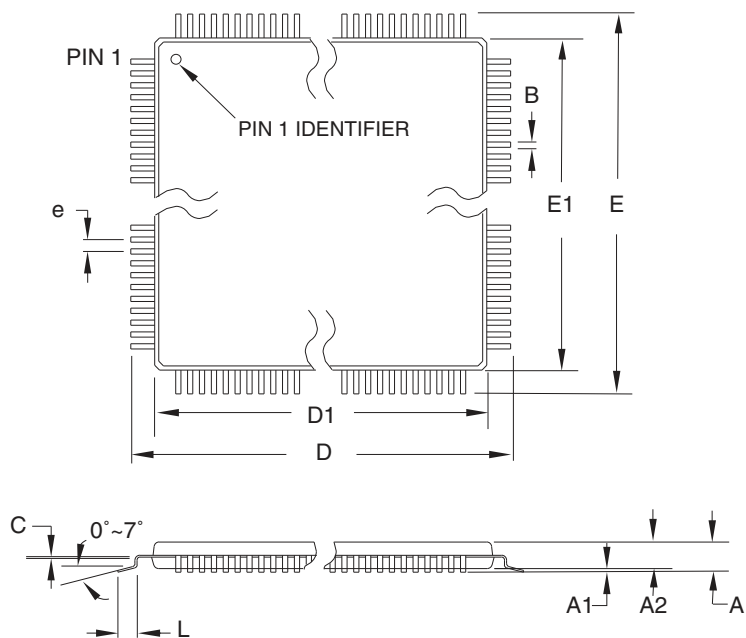 PIN 1
PIN 1 IDENTIFIER
B
e
E1
E
D1
D
C
0°~7°
L
A1
A2
A